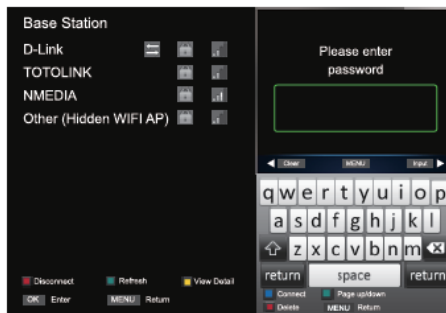 Base Station
D-Link
TOTOLINK
NMEDIA
Other (Hidden WIFI AP)
Disconnect Refresh View Detail
OK Enter MENU Return
Please enter
password
Clear MENU Input
q w e r t y u i o p
a s d f g h j k l
z x c v b n m
return space return
Connect Page up/down
Delete MENU Return